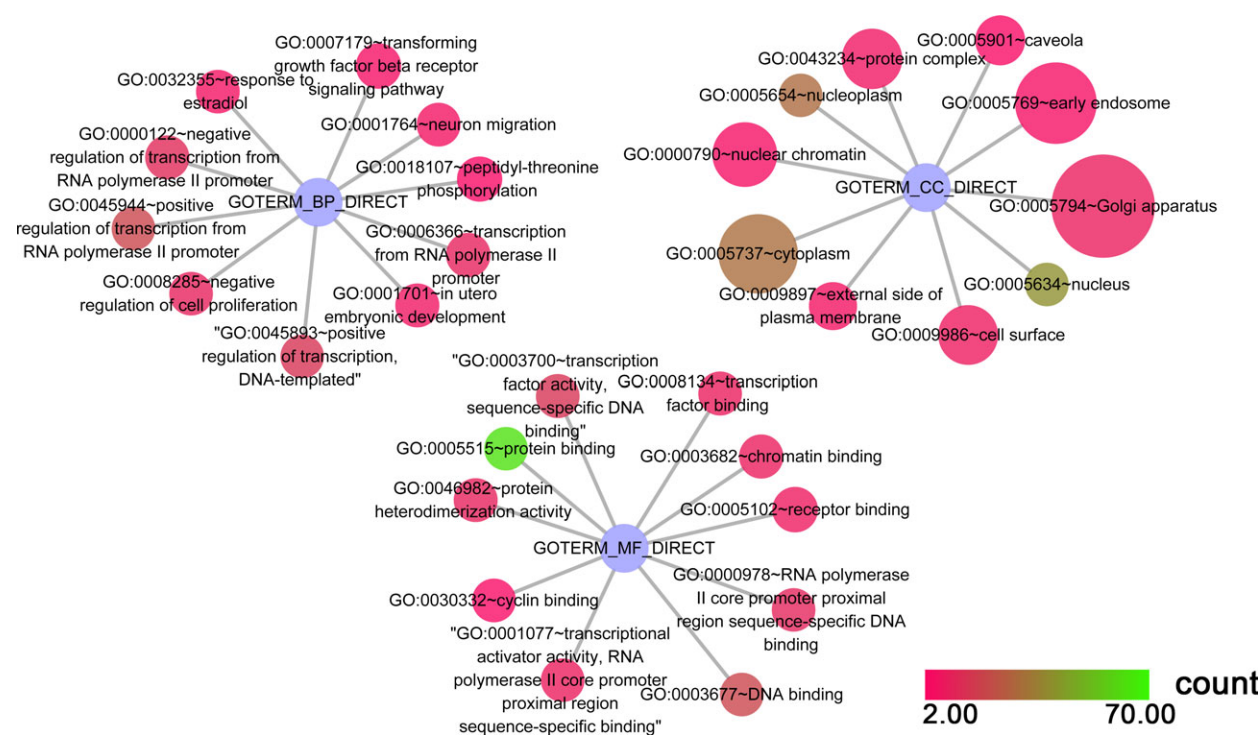 GO:0007179~transforming
growth factor beta receptor
signaling pathway
GO:0032355~response to
estradiol
GO:0001764~neuron migration
GO:0000122~negative
regulation of transcription from
RNA polymerase II promoter
GO:0018107~peptidyl-threonine
phosphorylation
GOTERM_BP_DIRECT
GO:0045944~positive
regulation of transcription from
RNA polymerase II promoter
GO:0006366~transcription
from RNA polymerase II
promoter
GO:0008285~negative
regulation of cell proliferation
GO:0001701~in utero
embryonic development
"GO:0045893~positive
regulation of transcription,
DNA-templated"
GO:0005901~caveola
GO:0043234~protein complex
GO:0005654~nucleoplasm
GO:0005769~early endosome
GO:0000790~nuclear chromatin
GOTERM_CC_DIRECT
GO:0005794~Golgi apparatus
GO:0005737~cytoplasm
GO:0005634~nucleus
GO:0009897~external side of
plasma membrane
GO:0009986~cell surface
"GO:0003700~transcription
factor activity,
sequence-specific DNA
binding"
GO:0008134~transcription
factor binding
GO:0005515~protein binding
GO:0003682~chromatin binding
GO:0046982~protein
heterodimerization activity
GO:0005102~receptor binding
GOTERM_MF_DIRECT
GO:0000978~RNA polymerase
II core promoter proximal
region sequence-specific DNA
binding
GO:0030332~cyclin binding
"GO:0001077~transcriptional
activator activity, RNA
polymerase II core promoter
proximal region
sequence-specific binding"
GO:0003677~DNA binding
count
2.00 70.00